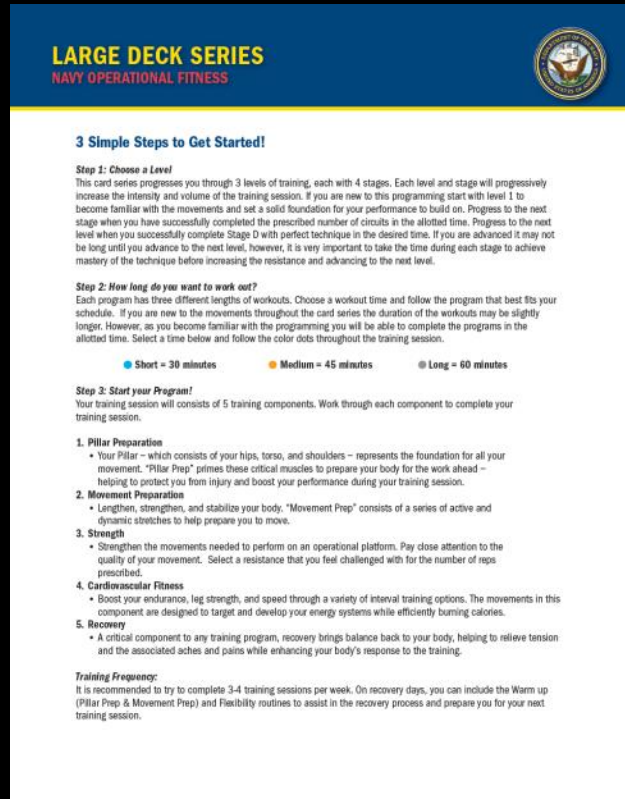 LARGE DECK SERIES
NAVY OPERATIONAL FITNESS
3 Simple Steps to Get Started!
Step 1: Choose a Level
This card series progresses you through 3 levels of training, each with 4 stages. Each level and stage will progressively
increase the intensity and volume of the training session. If you are new to this programming start with level 1 to
become familiar with the movements and set a solid foundation for your performance to build on. Progress to the next
stage when you have successfully completed the prescribed number of circuits in the allotted time. Progress to the next
level when you successfully complete Stage D with perfect technique in the desired time. If you are advanced it may not
be long until you advance to the next level, however, it is very important to take the time during each stage to achieve
mastery of the technique before increasing the resistance and advancing to the next level.
Step 2: How long do you want to work out?
Each program has three different lengths of workouts. Choose a workout time and follow the program that best fits your
schedule. If you are new to the movements throughout the card series the duration of the workouts may be slightly
longer. However, as you become familiar with the programming you will be able to complete the programs in the
allotted time. Select a time below and follow the color dots throughout the training session.
Short = 30 minutes Medium = 45 minutes Long = 60 minutes
Step 3: Start your Program!
Your training session will consists of 5 training components. Work through each component to complete your
training session.
1. Pillar Preparation
• Your Pillar – which consists of your hips, torso, and shoulders – represents the foundation for all your
movement. "Pillar Prep" primes these critical muscles to prepare your body for the work ahead –
helping to protect you from injury and boost your performance during your training session.
2. Movement Preparation
• Lengthen, strengthen, and stabilize your body. "Movement Prep" consists of a series of active and
dynamic stretches to help prepare you to move.
3. Strength
• Strengthen the movements needed to perform on an operational platform. Pay close attention to the
quality of your movement. Select a resistance that you feel challenged with for the number of reps
prescribed.
4. Cardiovascular Fitness
• Boost your endurance, leg strength, and speed through a variety of interval training options. The movements in this
component are designed to target and develop your energy systems while efficiently burning calories.
5. Recovery
• A critical component to any training program, recovery brings balance back to your body, helping to relieve tension
and the associated aches and pains while enhancing your body's response to the training.
Training Frequency:
It is recommended to try to complete 3-4 training sessions per week. On recovery days, you can include the Warm up
(Pillar Prep & Movement Prep) and Flexibility routines to assist in the recovery process and prepare you for your next
training session.